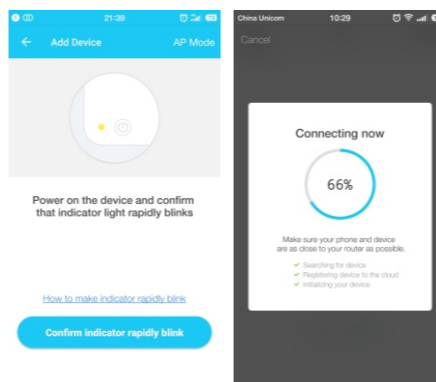 21:39
Add Device
AP Mode
Power on the device and confirm
that indicator light rapidly blinks
How to make indicator rapidly blink
Confirm indicator rapidly blink
China Unicom
10:29
Cancel
Connecting now
66%
Make sure your phone and device
are as close to your router as possible.
Searching for device
Registering device to the cloud
Initializing your device